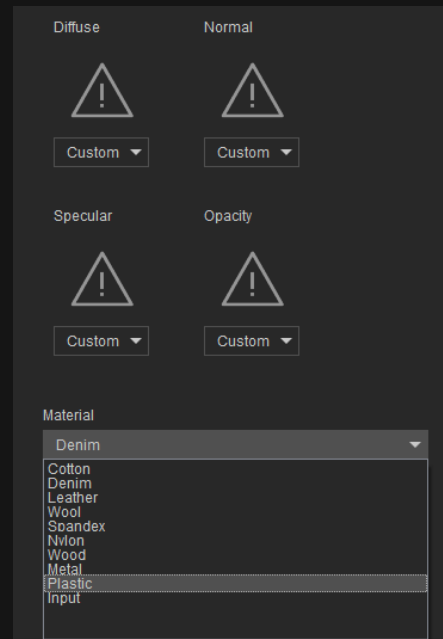 Diffuse Normal
Custom Custom
Specular Opacity
Custom Custom
Material
Denim
Cotton
Denim
Leather
Wool
Spandex
Nylon
Wood
Metal
Plastic
Input